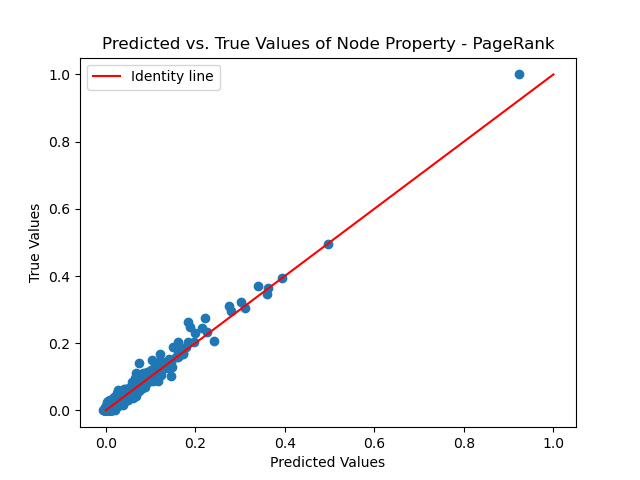 Predicted vs. True Values of Node Property - PageRank
Identity line
1.0
0.8
0.6
0.4
0.2
0.0
True Values
0.0 0.2 0.4 0.6 0.8 1.0
Predicted Values